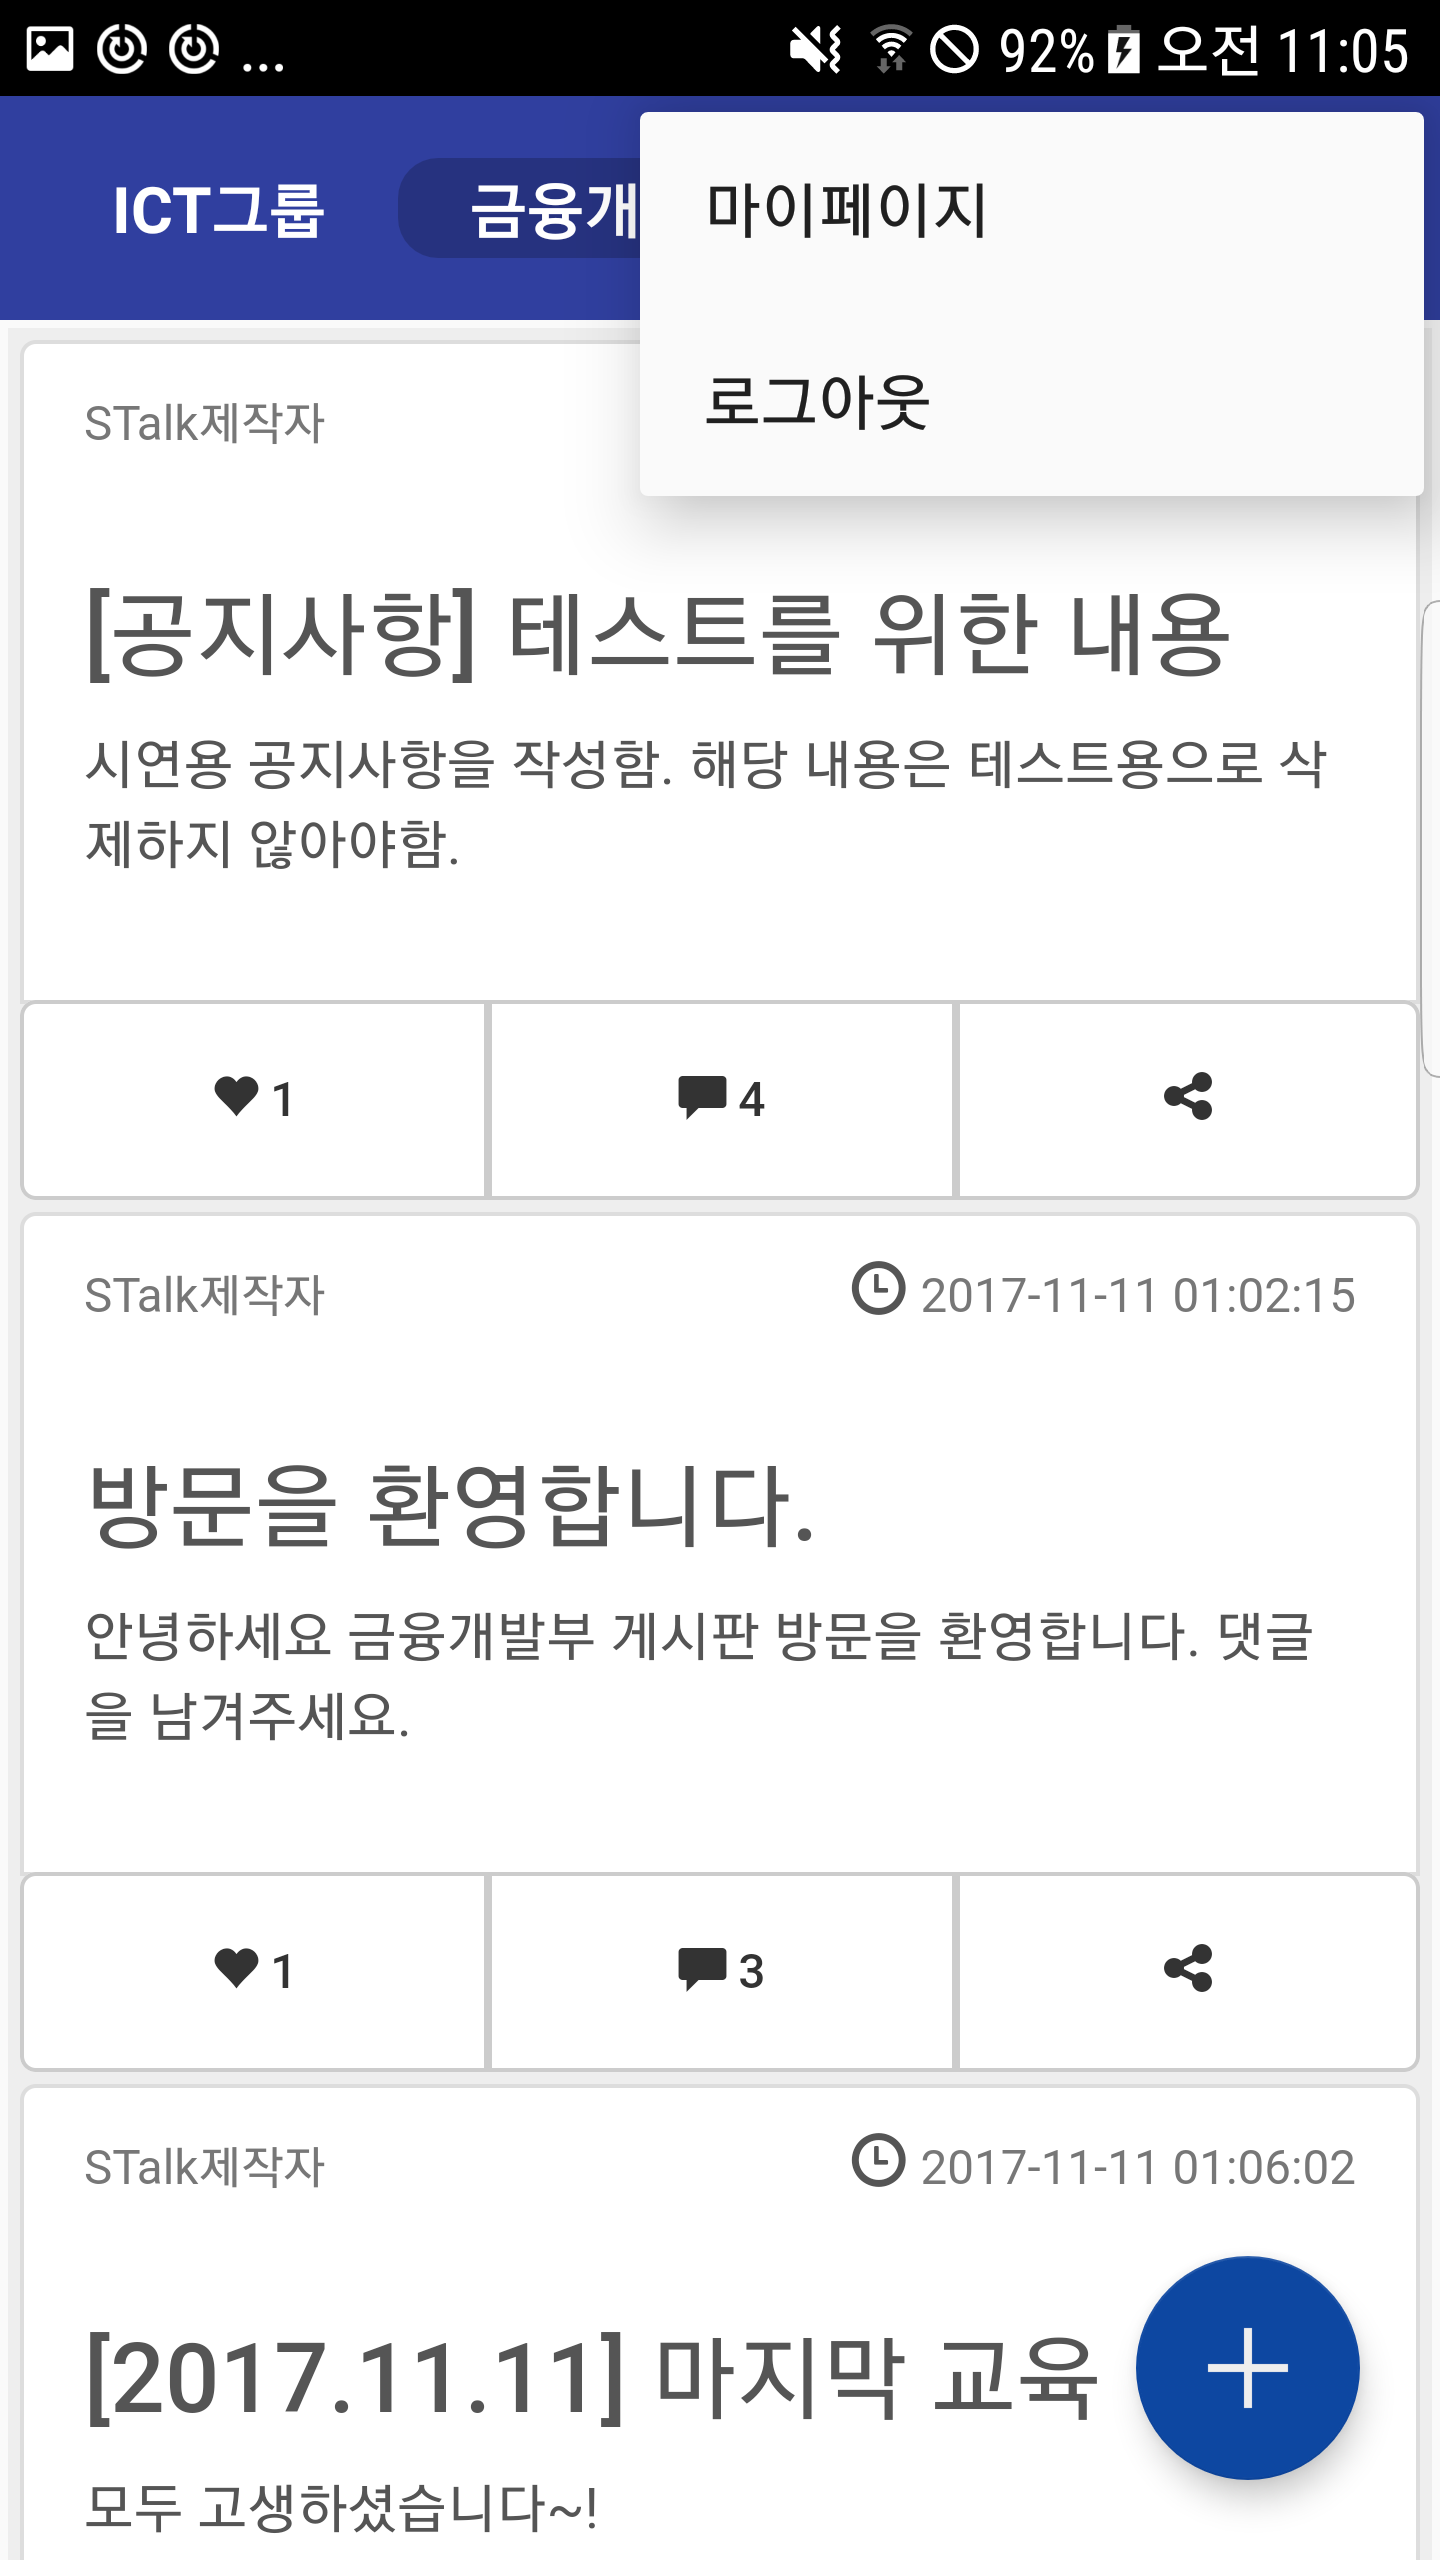 ... 92% 오전 11:05
ICT그룹 금융개
마이페이지
로그아웃
STalk제작자
[공지사항] 테스트를 위한 내용
시연용 공지사항을 작성함. 해당 내용은 테스트용으로 삭
제하지 않아야함.
1 4
STalk제작자 2017-11-11 01:02:15
방문을 환영합니다.
안녕하세요 금융개발부 게시판 방문을 환영합니다. 댓글
을 남겨주세요.
1 3
STalk제작자 2017-11-11 01:06:02
[2017.11.11] 마지막 교육
모두 고생하셨습니다~!